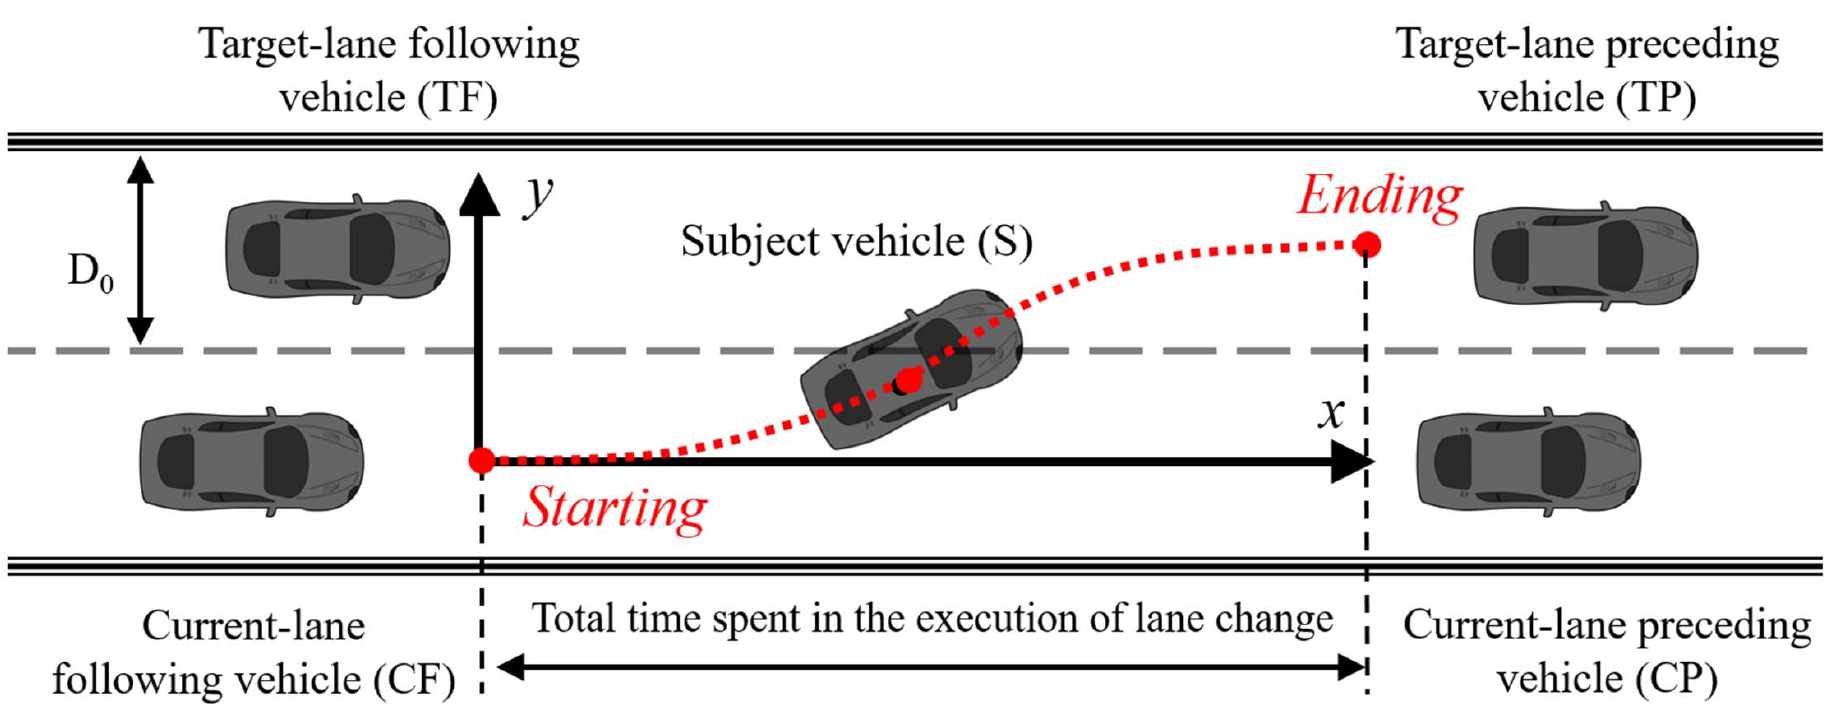 Target-lane following
vehicle (TF)
Target-lane preceding
vehicle (TP)
D0
y
Subject vehicle (S)
Ending
x
Starting
Current-lane
following vehicle (CF)
Total time spent in the execution of lane change
Current-lane preceding
vehicle (CP)